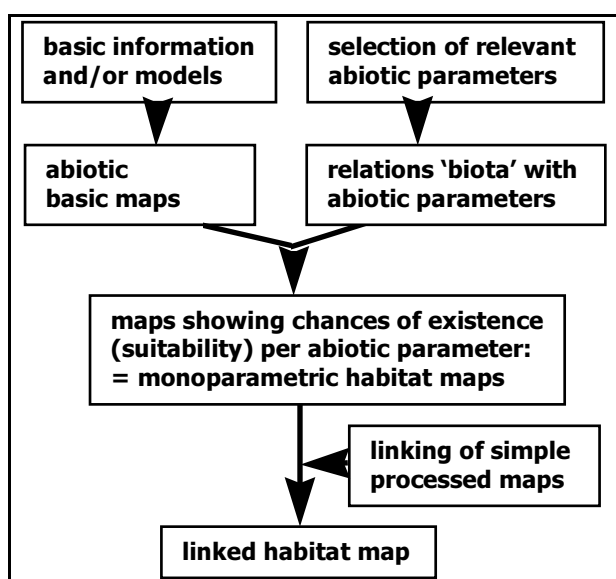 basic information
and/or models
selection of relevant
abiotic parameters
abiotic
basic maps
relations ‘biota’ with
abiotic parameters
maps showing chances of existence
(suitability) per abiotic parameter:
= monoparametric habitat maps
linking of simple
processed maps
linked habitat map